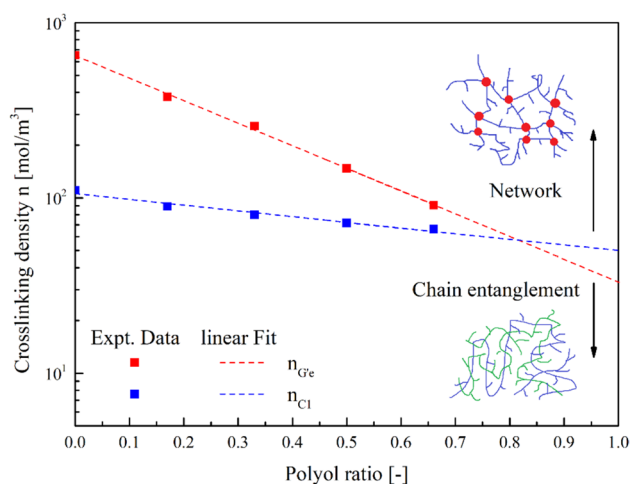 Crosslinking density n [mol/m³]
10³
10²
10¹
Network
Chain entanglement
Expt. Data linear Fit
n_G'e
n_C1
0.0 0.1 0.2 0.3 0.4 0.5 0.6 0.7 0.8 0.9 1.0
Polyol ratio [-]